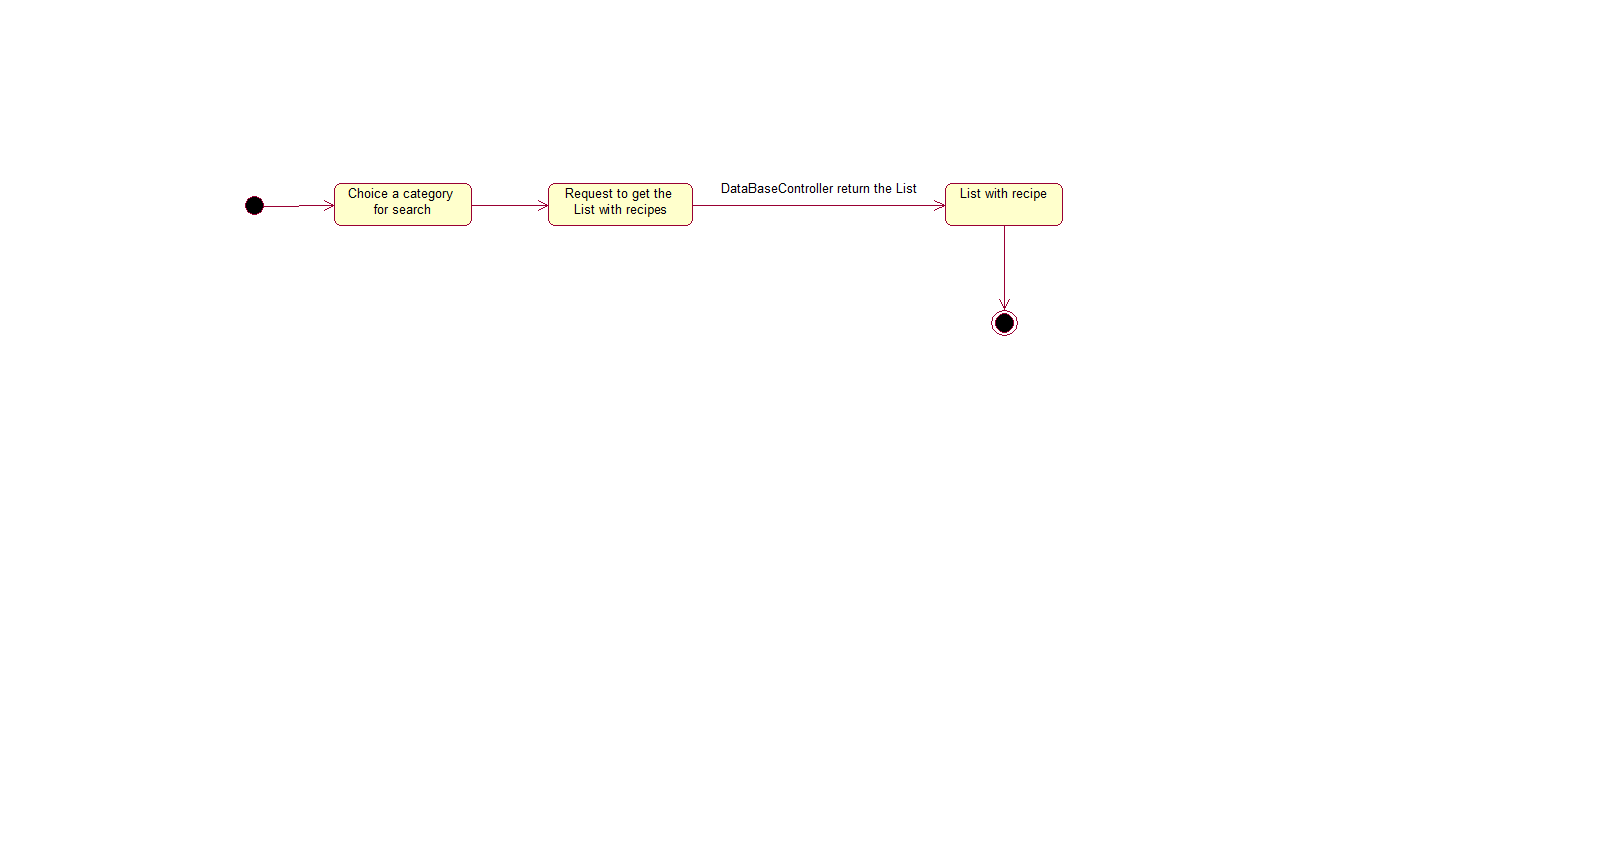 Choice a category
for search
Request to get the
List with recipes
DataBaseController return the List
List with recipe